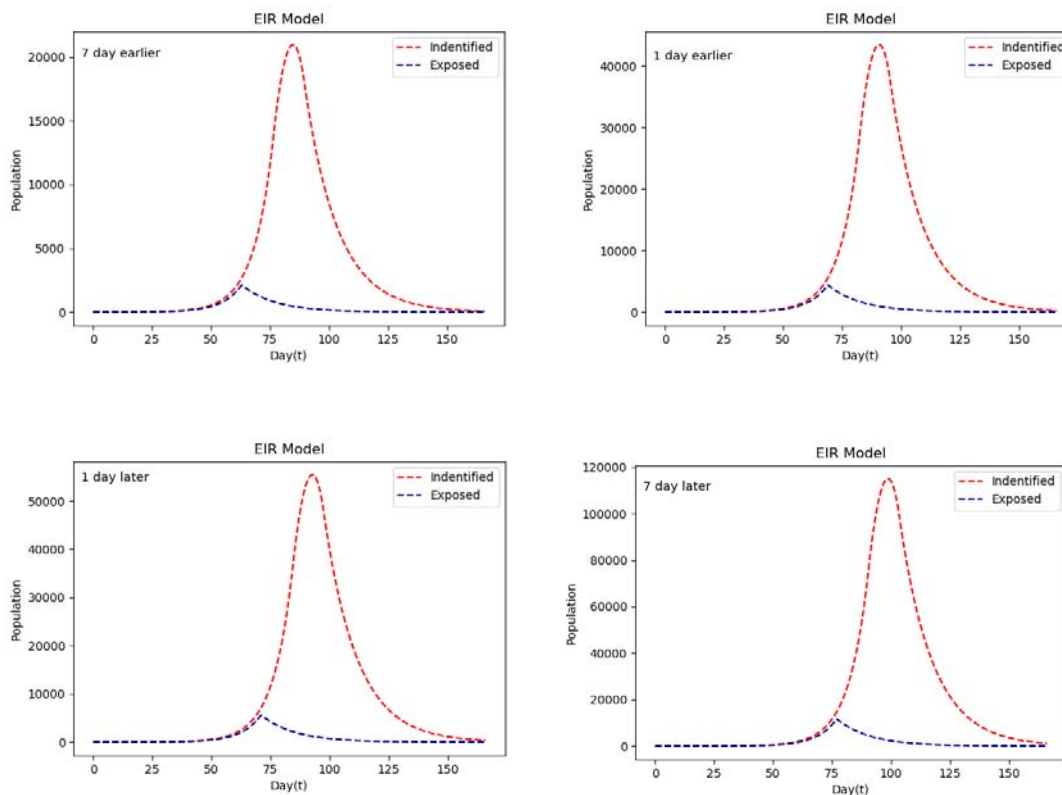 EIR Model
7 day earlier
Indentified
Exposed
20000
15000
10000
5000
0
Population
0 25 50 75 100 125 150
Day(t)
EIR Model
1 day earlier
Indentified
Exposed
40000
30000
20000
10000
0
Population
0 25 50 75 100 125 150
Day(t)
EIR Model
1 day later
Indentified
Exposed
50000
40000
30000
20000
10000
0
Population
0 25 50 75 100 125 150
Day(t)
EIR Model
7 day later
Indentified
Exposed
120000
100000
80000
60000
40000
20000
0
Population
0 25 50 75 100 125 150
Day(t)